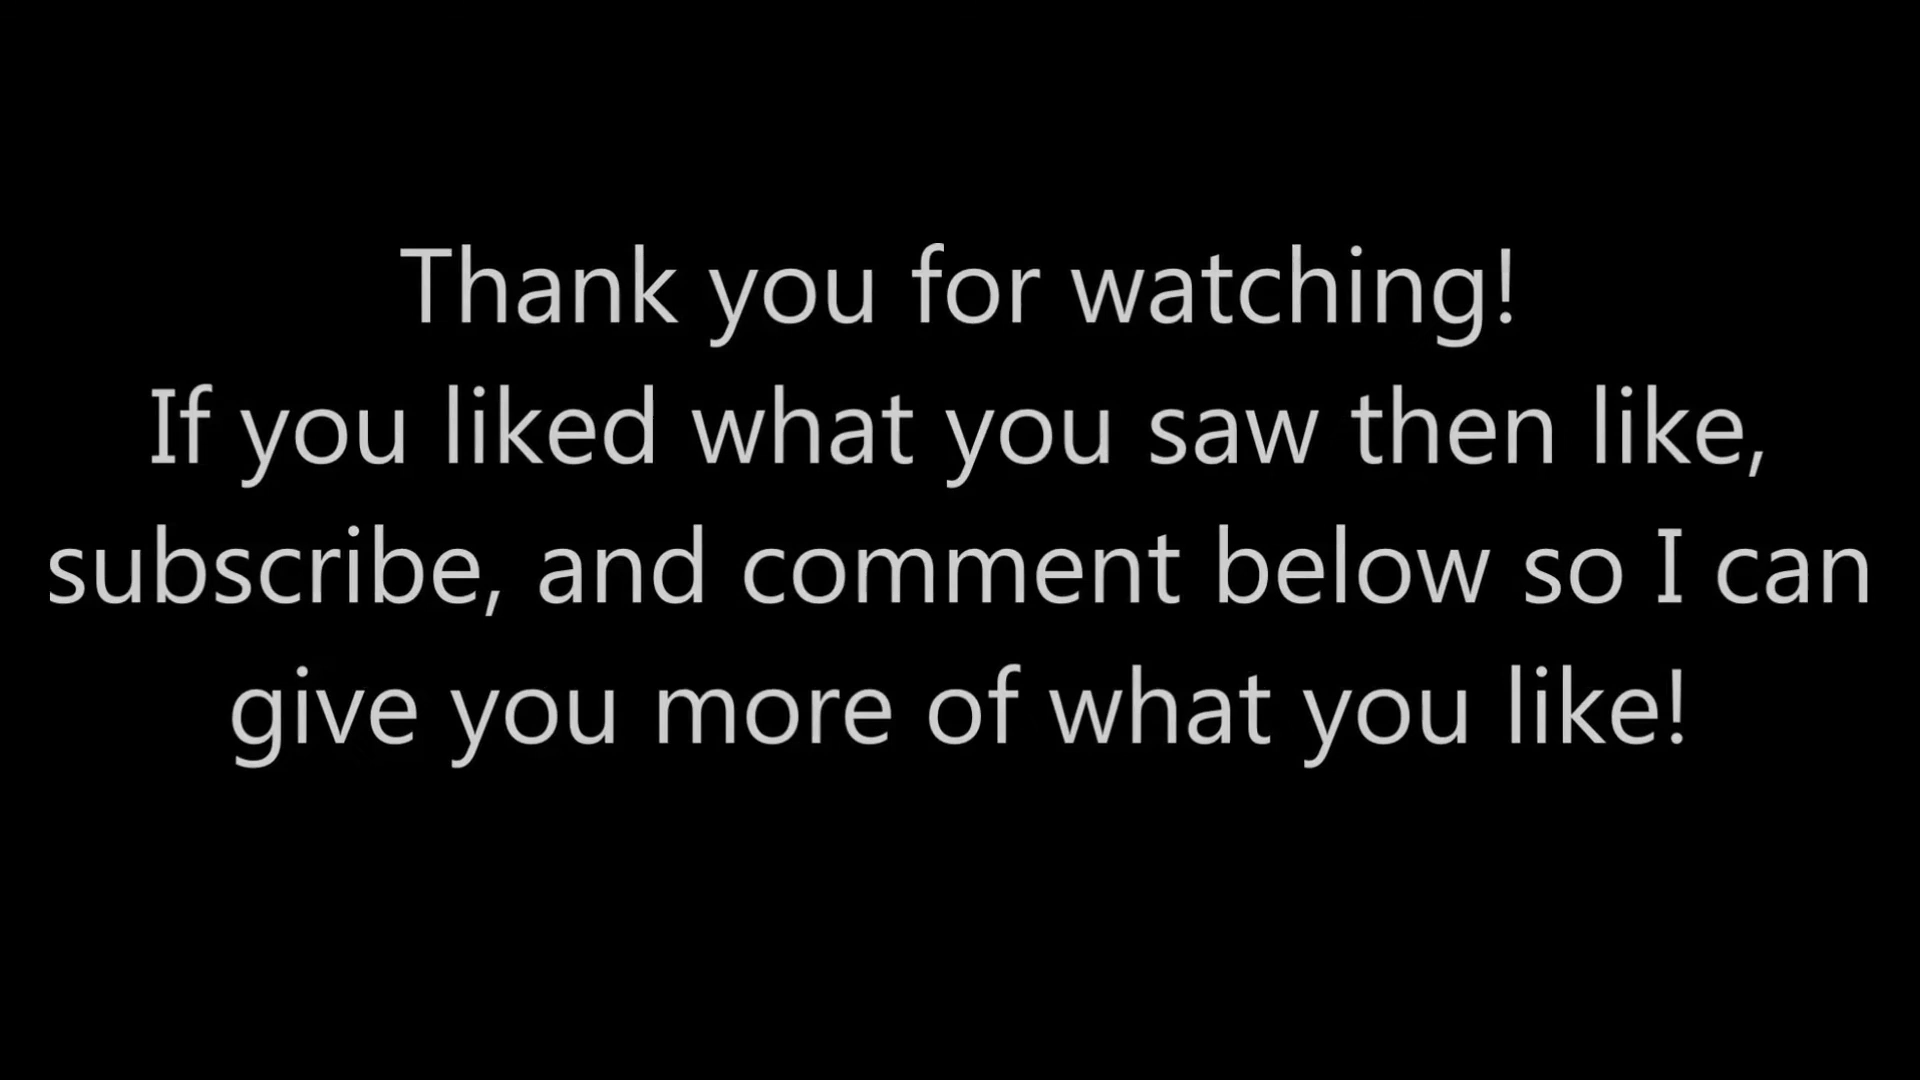 Thank you for watching!
If you liked what you saw then like,
subscribe, and comment below so I can
give you more of what you like!